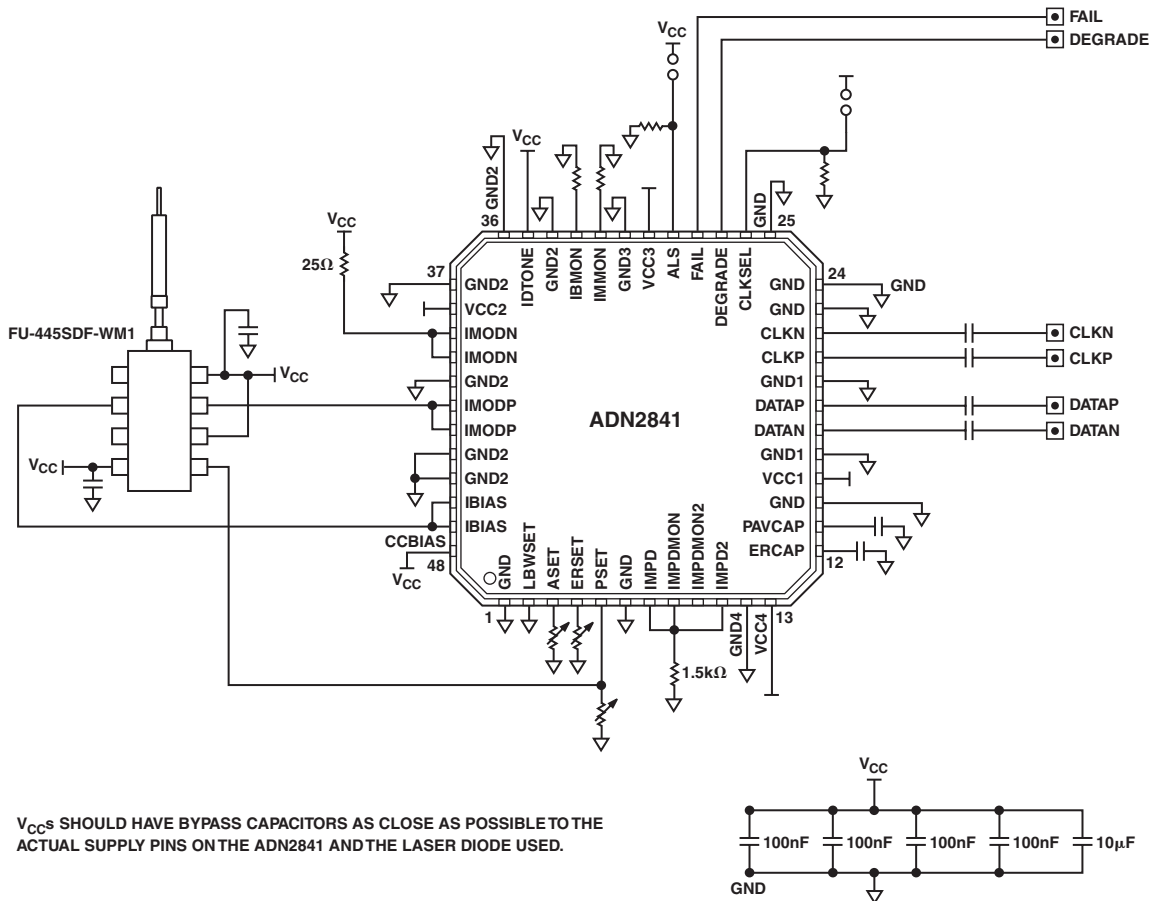 FAIL
DEGRADE
VCC
VCC
GND2
36
GND
25
VCC
25Ω
IDTONE
GND2
IBMON
IMMON
GND3
VCC3
ALS
FAIL
DEGRADE
CLKSEL
37
24
GND2
VCC2
IMODN
IMODN
GND2
IMODP
IMODP
GND2
GND2
IBIAS
IBIAS
CCBIAS
48
VCC
GND
GND
GND
CLKN
CLKP
GND1
DATAP
DATAN
GND1
VCC1
GND
PAVCAP
ERCAP
12
CLKN
CLKP
DATAP
DATAN
FU-445SDF-WM1
VCC
VCC
ADN2841
GND
LBWSET
ASET
ERSET
PSET
GND
IMPD
IMPDMON
IMPDMON2
IMPD2
GND4
VCC4
1
13
1.5kΩ
VCCs SHOULD HAVE BYPASS CAPACITORS AS CLOSE AS POSSIBLE TO THE
ACTUAL SUPPLY PINS ON THE ADN2841 AND THE LASER DIODE USED.
VCC
100nF
100nF
100nF
100nF
10μF
GND